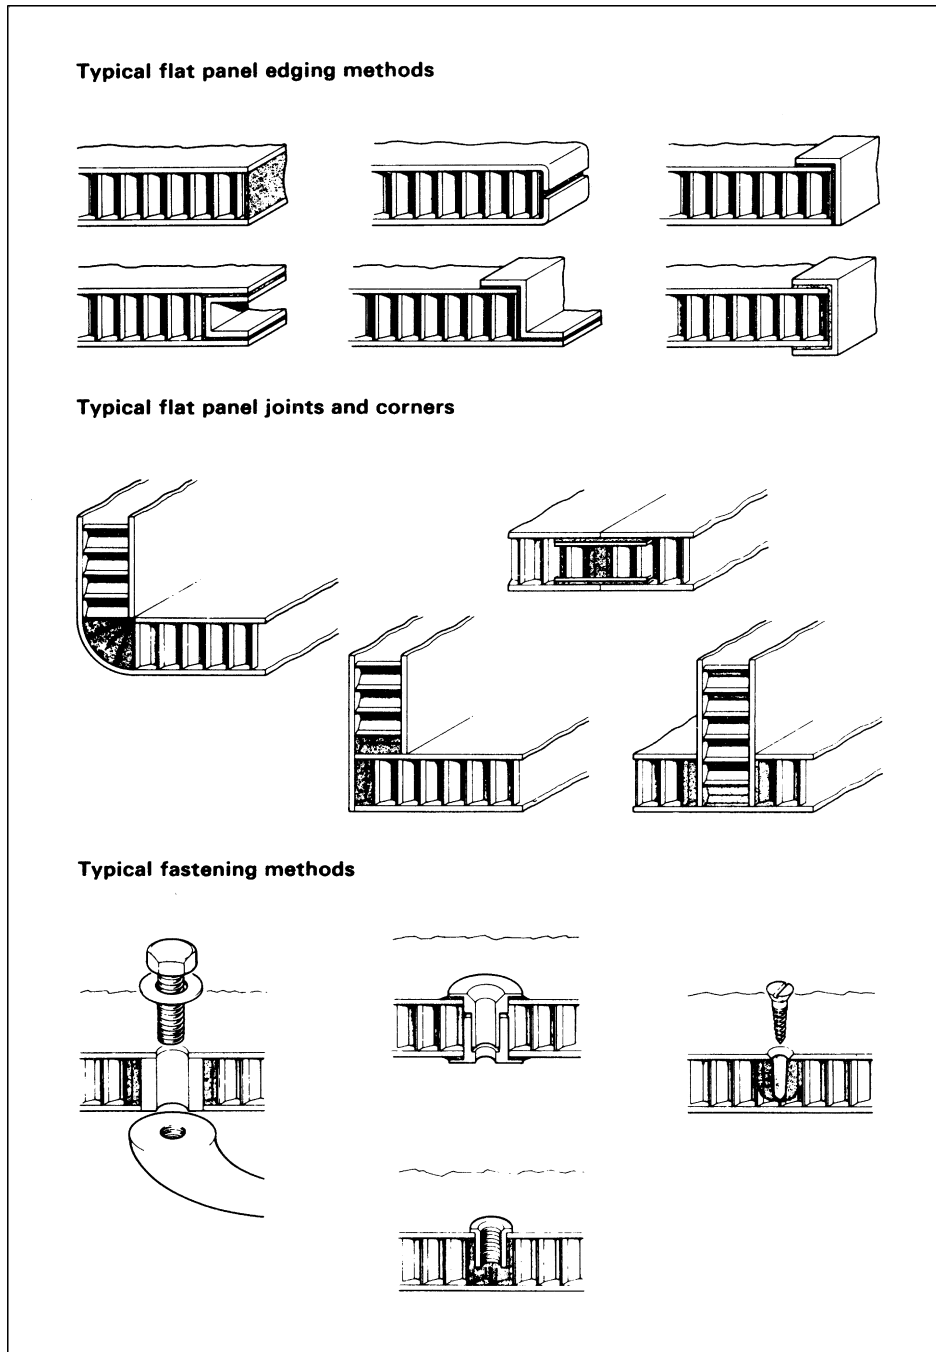 Typical flat panel edging methods
Typical flat panel joints and corners
Typical fastening methods